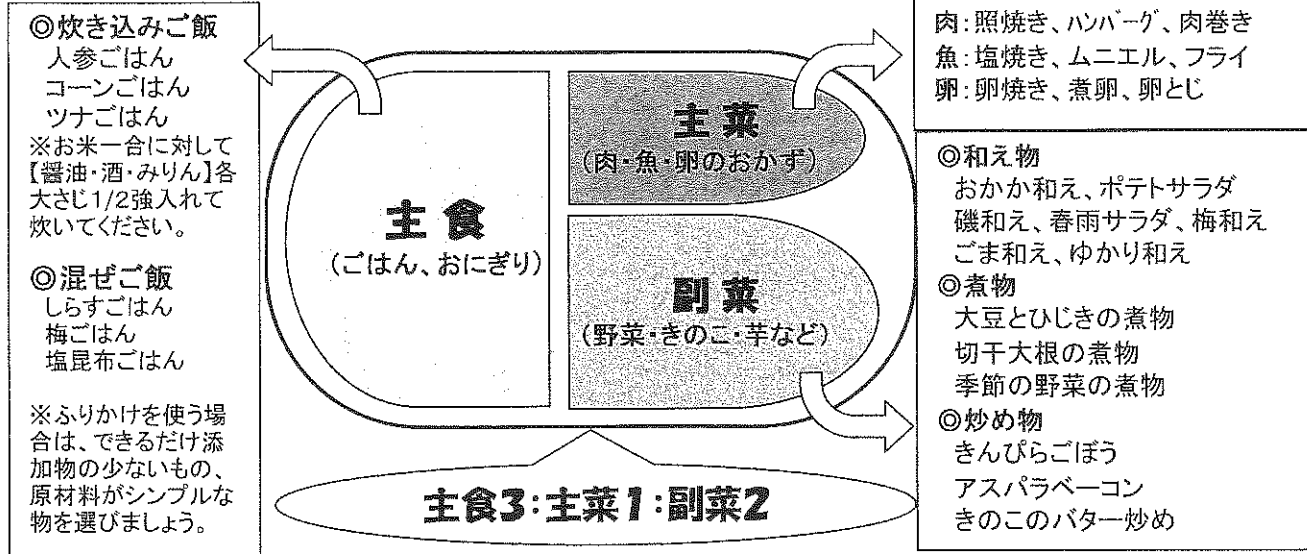 ◎炊き込みご飯
人参ごはん
コーンごはん
ツナごはん
※お米一合に対して
【醤油・酒・みりん】各
大さじ1/2強入れて
炊いてください。
◎混ぜご飯
しらすごはん
梅ごはん
塩昆布ごはん
※ふりかけを使う場
合は、できるだけ添
加物の少ないもの、
原材料がシンプルな
物を選びましょう。
主食
(ごはん、おにぎり)
主菜
(肉・魚・卵のおかず)
副菜
(野菜・きのこ・芋など)
主食3:主菜1:副菜2
肉:照焼き、ハンバーグ、肉巻き
魚:塩焼き、ムニエル、フライ
卵:卵焼き、煮卵、卵とじ
◎和え物
おかか和え、ポテトサラダ
磯和え、春雨サラダ、梅和え
ごま和え、ゆかり和え
◎煮物
大豆とひじきの煮物
切干大根の煮物
季節の野菜の煮物
◎炒め物
きんぴらごぼう
アスパラベーコン
きのこのバター炒め